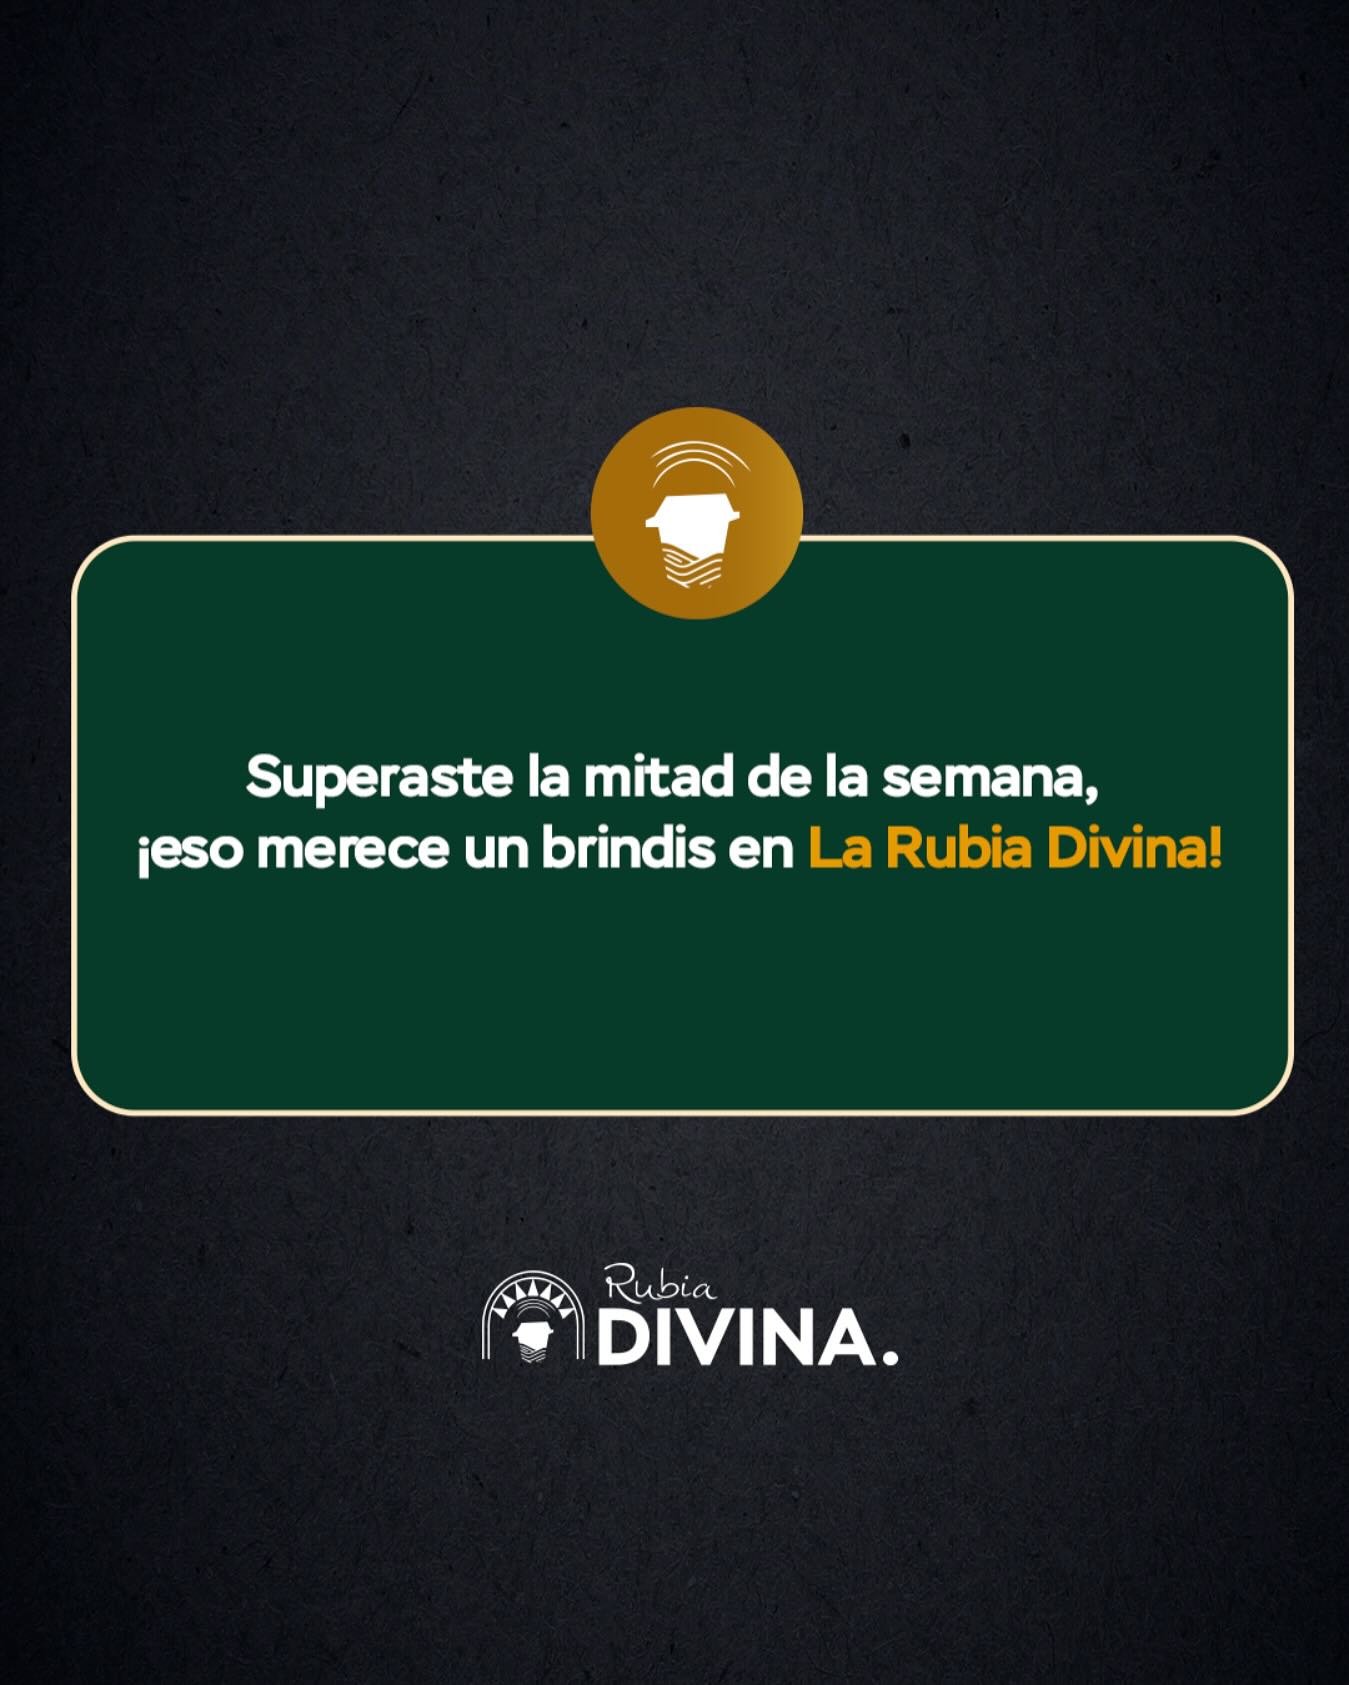 Superaste la mitad de la semana,
¡eso merece un brindis en La Rubia Divina!
Rubia
DIVINA.